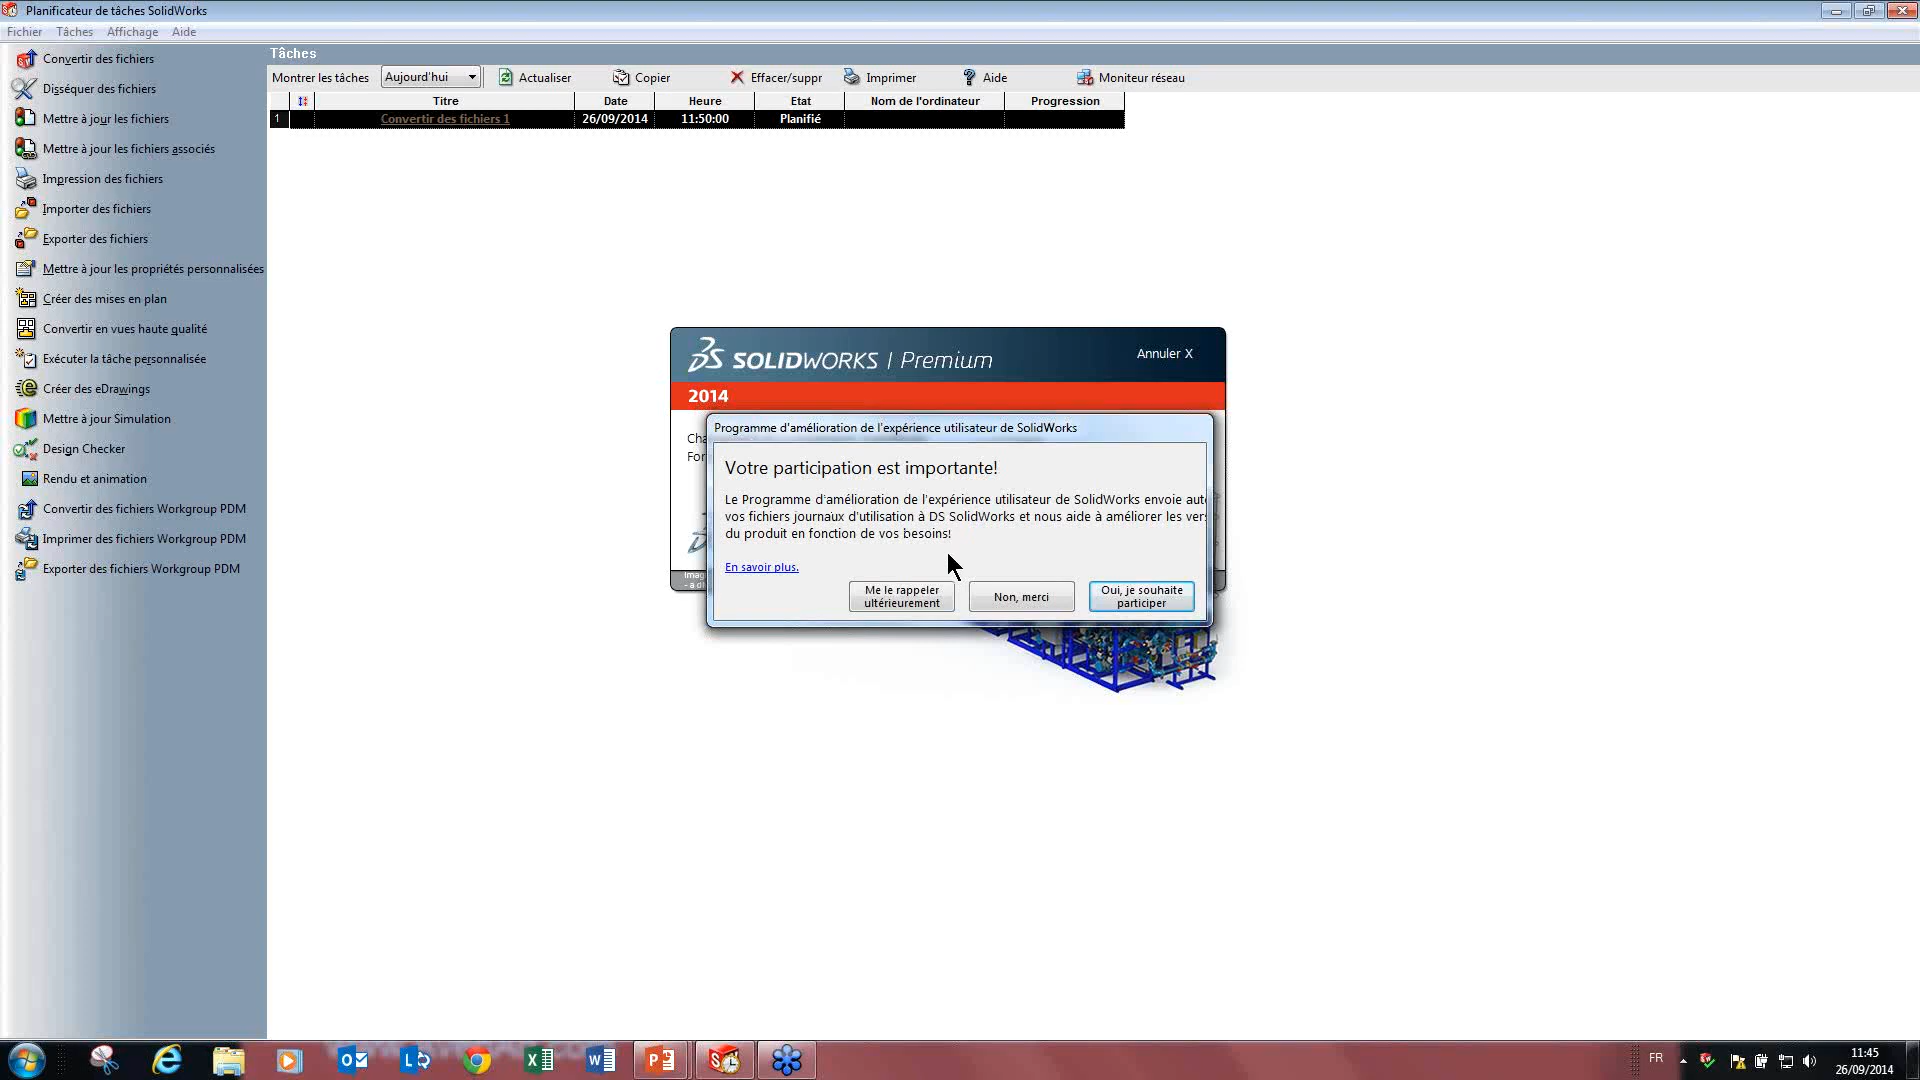 Planificateur de tâches SolidWorks
Fichier Tâches Affichage Aide
Convertir des fichiers
Disséquer des fichiers
Mettre à jour les fichiers
Mettre à jour les fichiers associés
Impression des fichiers
Importer des fichiers
Exporter des fichiers
Mettre à jour les propriétés personnalisées
Créer des mises en plan
Convertir en vues haute qualité
Exécuter la tâche personnalisée
Créer des eDrawings
Mettre à jour Simulation
Design Checker
Rendu et animation
Convertir des fichiers Workgroup PDM
Imprimer des fichiers Workgroup PDM
Exporter des fichiers Workgroup PDM
Tâches
Montrer les tâches Aujourd'hui Actualiser Copier Effacer/suppr Imprimer Aide Moniteur réseau
Titre Date Heure Etat Nom de l'ordinateur Progression
1 Convertir des fichiers 1 26/09/2014 11:50:00 Planifié
SOLIDWORKS | Premium Annuler X
2014
Cha
For
Programme d'amélioration de l'expérience utilisateur de SolidWorks
Votre participation est importante!
Le Programme d'amélioration de l'expérience utilisateur de SolidWorks envoie aut
vos fichiers journaux d'utilisation à DS SolidWorks et nous aide à améliorer les ver
du produit en fonction de vos besoins!
En savoir plus.
Me le rappeler
ultérieurement
Non, merci
Oui, je souhaite
participer
Imag
- a d
FR
11:45
26/09/2014